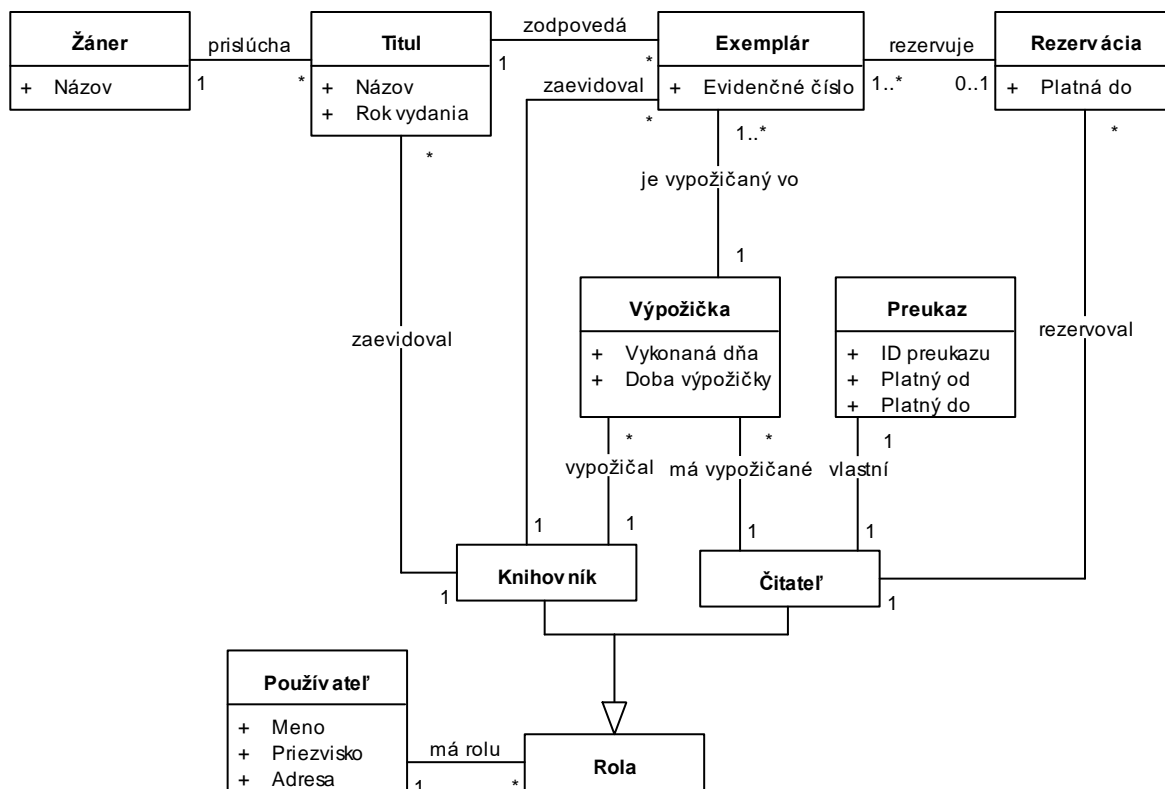 Žáner
+ Názov
prislúcha
1
*
Titul
+ Názov
+ Rok vydania
zodpovedá
1
*
Exemplár
+ Evidenčné číslo
rezervuje
1..*
0..1
Rezervácia
+ Platná do
zaevidoval
*
*
1..*
*
je vypožičaný vo
1
Výpožička
+ Vykonaná dňa
+ Doba výpožičky
Preukaz
+ ID preukazu
+ Platný od
+ Platný do
zaevidoval
rezervoval
*
*
1
vypožičal
má vypožičané
vlastní
1
1
1
1
Knihovník
1
Čitateľ
1
Používateľ
+ Meno
+ Priezvisko
+ Adresa
má rolu
1
*
Rola